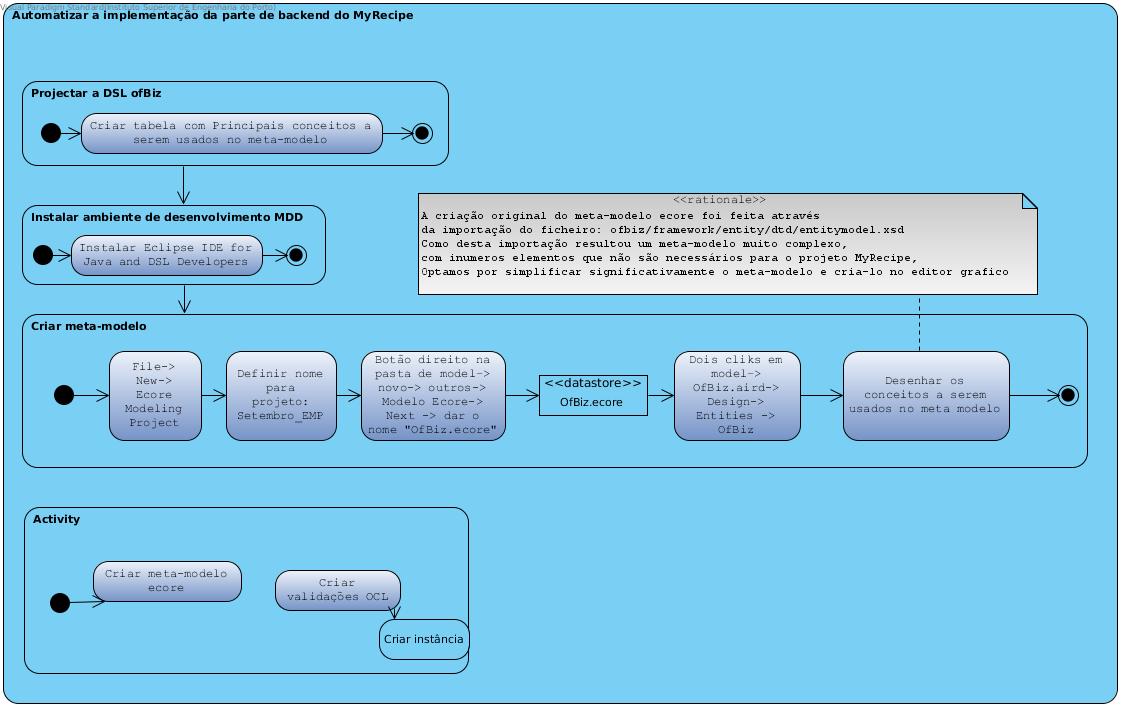 Visual Paradigm Standard(Instituto Superior de Engenharia do Porto)
Automatizar a implementação da parte de backend do MyRecipe
Projectar a DSL ofBiz
Criar tabela com Principais conceitos a
serem usados no meta-modelo
Instalar ambiente de desenvolvimento MDD
Instalar Eclipse IDE for
Java and DSL Developers
<<rationale>>
A criação original do meta-modelo ecore foi feita através
da importação do ficheiro: ofbiz/framework/entity/dtd/entitymodel.xsd
Como desta importação resultou um meta-modelo muito complexo,
com inumeros elementos que não são necessários para o projeto MyRecipe,
Optamos por simplificar significativamente o meta-modelo e cria-lo no editor grafico
Criar meta-modelo
File->
New->
Ecore
Modeling
Project
Definir nome
para
projeto:
Setembro_EMP
Botão direito na
pasta de model->
novo-> outros->
Modelo Ecore->
Next -> dar o
nome "OfBiz.ecore"
<<datastore>>
OfBiz.ecore
Dois cliks em
model->
OfBiz.aird->
Design->
Entities ->
OfBiz
Desenhar os
conceitos a serem
usados no meta modelo
Activity
Criar meta-modelo
ecore
Criar
validações OCL
Criar instância